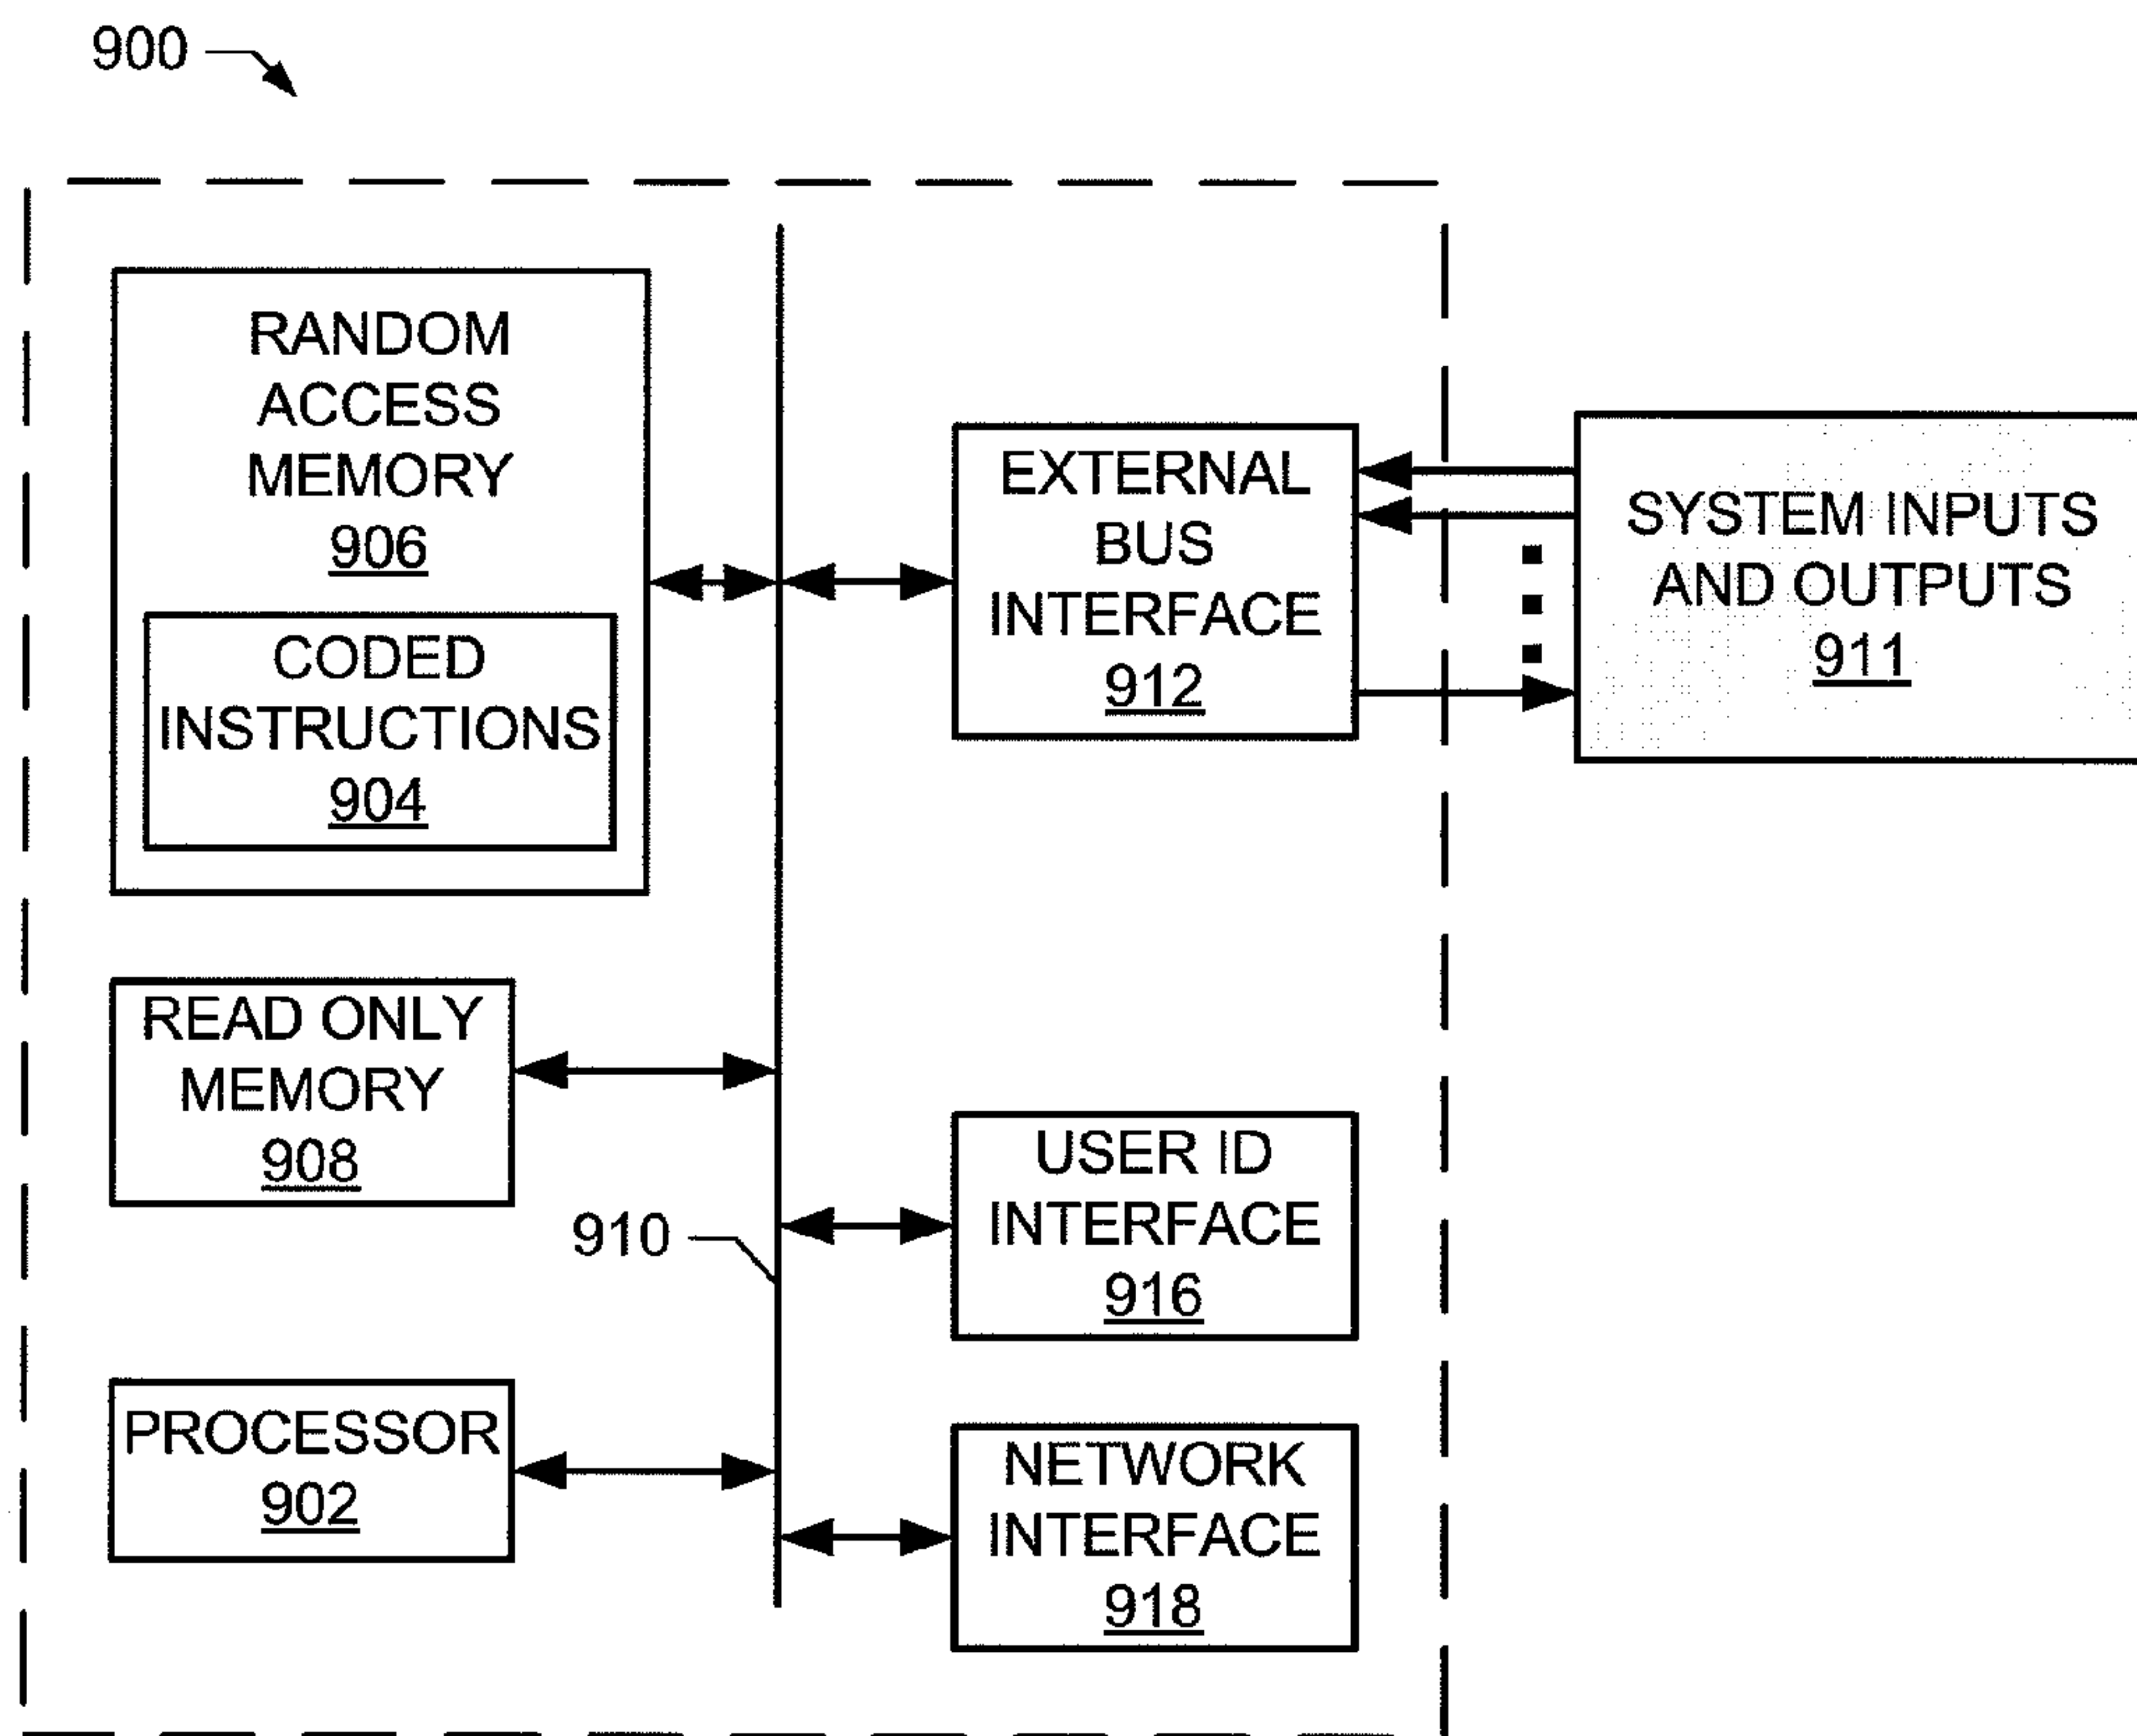 900
RANDOM
ACCESS
MEMORY
906
CODED
INSTRUCTIONS
904
EXTERNAL
BUS
INTERFACE
912
SYSTEM INPUTS
AND OUTPUTS
911
READ ONLY
MEMORY
908
910
USER ID
INTERFACE
916
PROCESSOR
902
NETWORK
INTERFACE
918